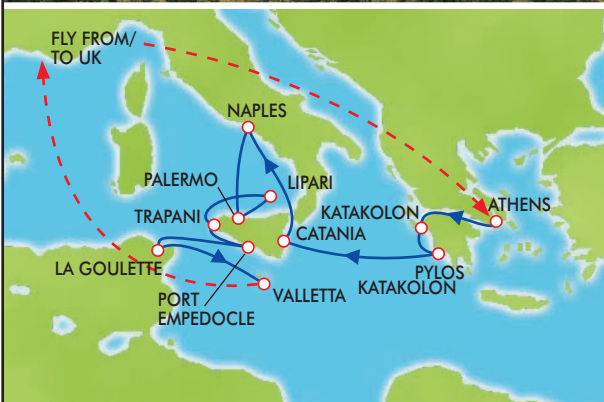 FLY FROM/
TO UK
NAPLES
PALERMO
LIPARI
TRAPANI
KATAKOLON
ATHENS
CATANIA
LA GOULETTE
PYLOS
KATAKOLON
PORT
EMPEDOCLE
VALLETTA